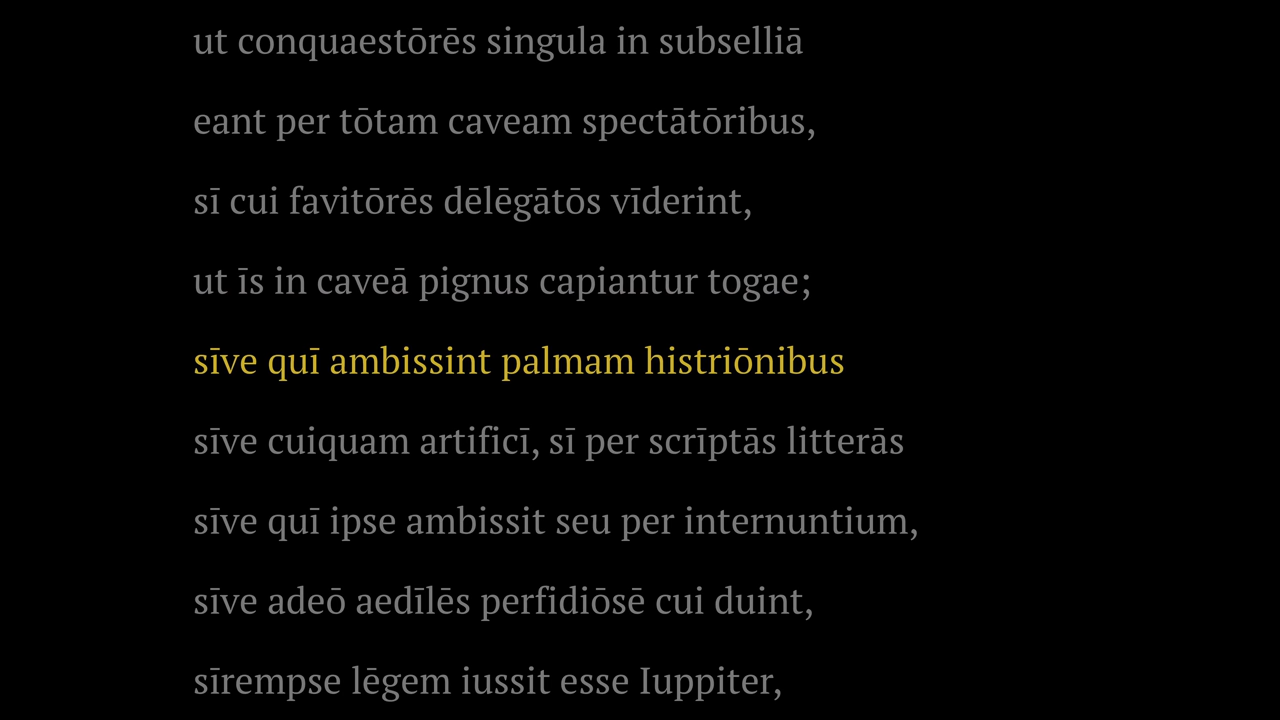 ut conquaestōrēs singula in subselliā
eant per tōtam caveam spectātōribus,
sī cui favitōrēs dēlēgātōs vīderint,
ut īs in caveā pignus capiantur togae;
sīve quī ambissint palmam histriōnibus
sīve cuiquam artificī, sī per scrīptās litterās
sīve quī ipse ambissit seu per internuntium,
sīve adeō aedīlēs perfidiōsē cui duint,
sīrempse lēgem iussit esse Iuppiter,